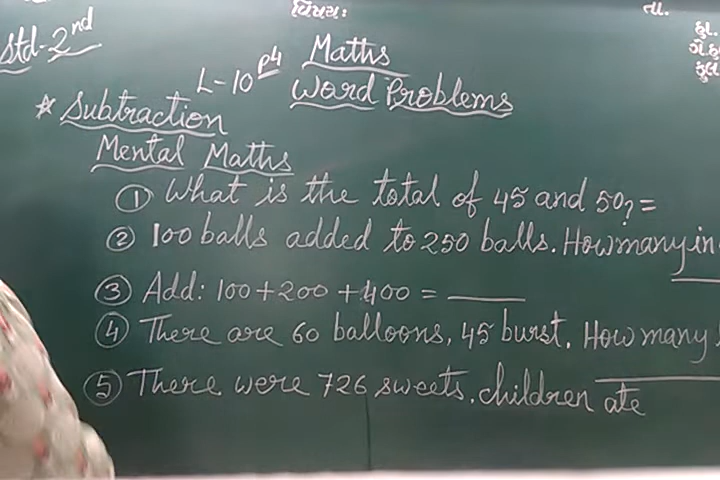 વિષય: તા.
Std-2nd
હા.
L-10 P4 Maths
Word Problems
* Subtraction
Mental Maths
① What is the total of 45 and 50? =
② 100 balls added to 250 balls. How many in
③ Add: 100+200+400 = ____
④ There are 60 balloons, 45 burst. How many
⑤ There were 726 sweets. children ate